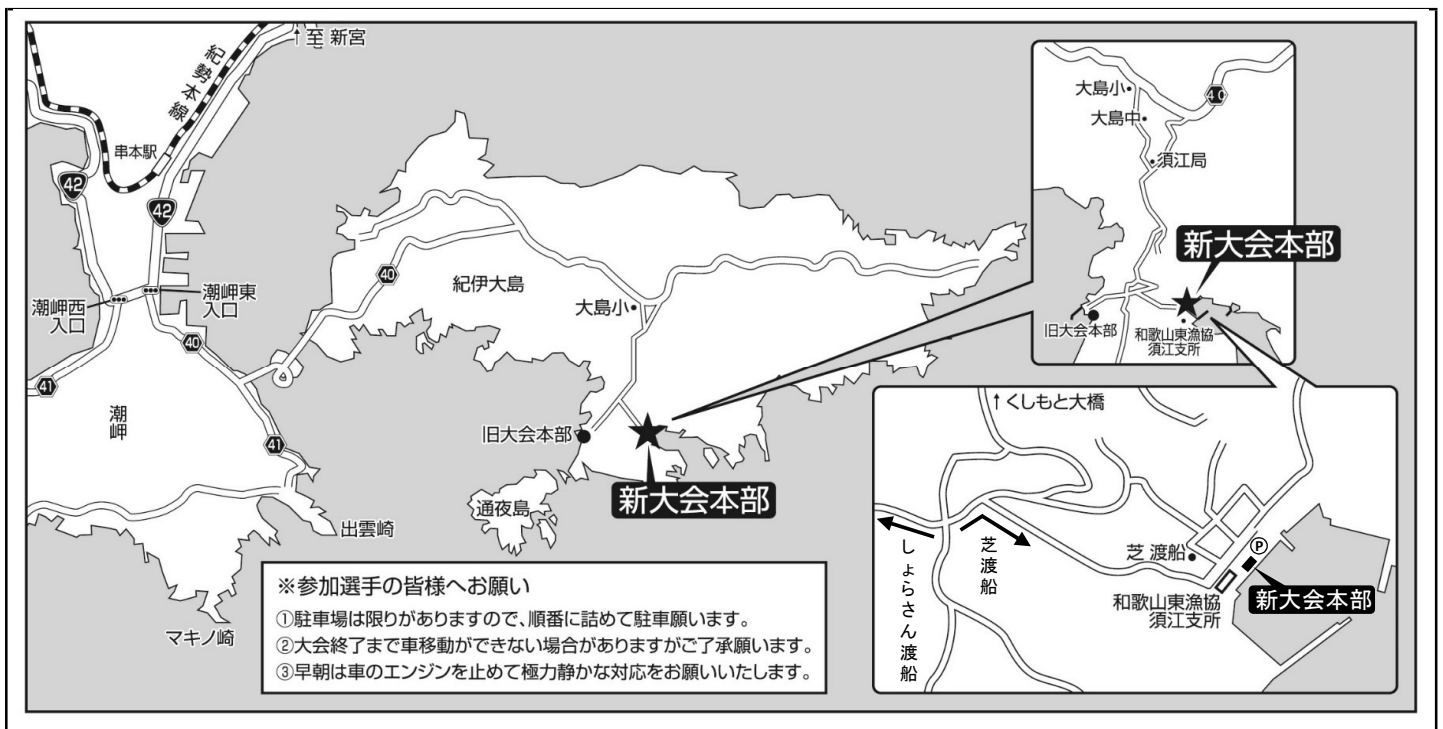 ↑至 新宮
紀勢本線
串本駅
42
42
潮岬西
入口
潮岬東
入口
40
41
潮岬
41
出雲崎
マキノ崎
40
紀伊大島
大島小
旧大会本部
新大会本部
通夜島
※参加選手の皆様へお願い
①駐車場は限りがありますので、順番に詰めて駐車願います。
②大会終了まで車移動ができない場合がありますがご了承願います。
③早朝は車のエンジンを止めて極力静かな対応をお願いいたします。
大島小
40
大島中
須江局
新大会本部
旧大会本部
和歌山東漁協
須江支所
↑くしもと大橋
しょらさん渡船
芝渡船
芝 渡船
P
和歌山東漁協
須江支所
新大会本部